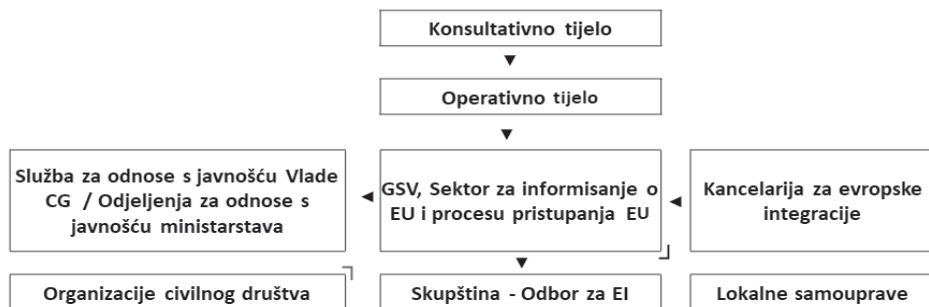 Konsultativno tijelo
Operativno tijelo
Služba za odnose s javnošću Vlade
CG / Odjeljenja za odnose s
javnošću ministarstava
GSV, Sektor za informisanje o
EU i procesu pristupanja EU
Kancelarija za evropske
integracije
Organizacije civilnog društva
Skupština - Odbor za EI
Lokalne samouprave